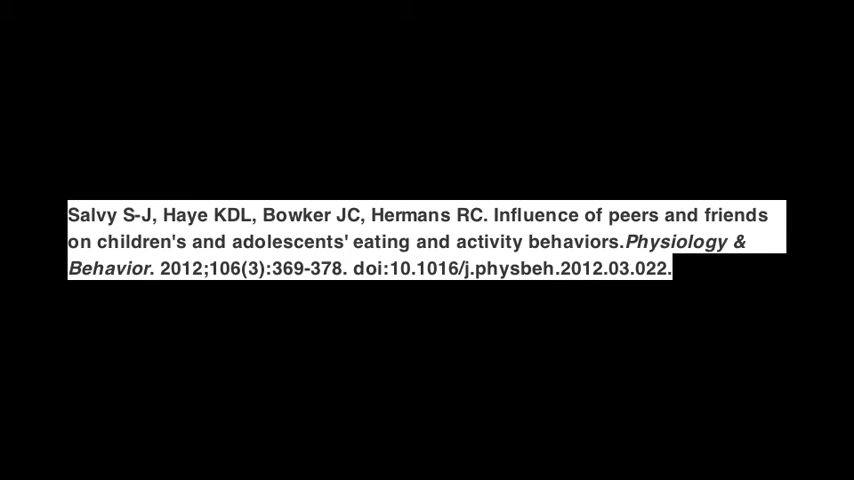 Salvy S-J, Haye KDL, Bowker JC, Hermans RC. Influence of peers and friends
on children's and adolescents' eating and activity behaviors.Physiology &
Behavior. 2012;106(3):369-378. doi:10.1016/j.physbeh.2012.03.022.